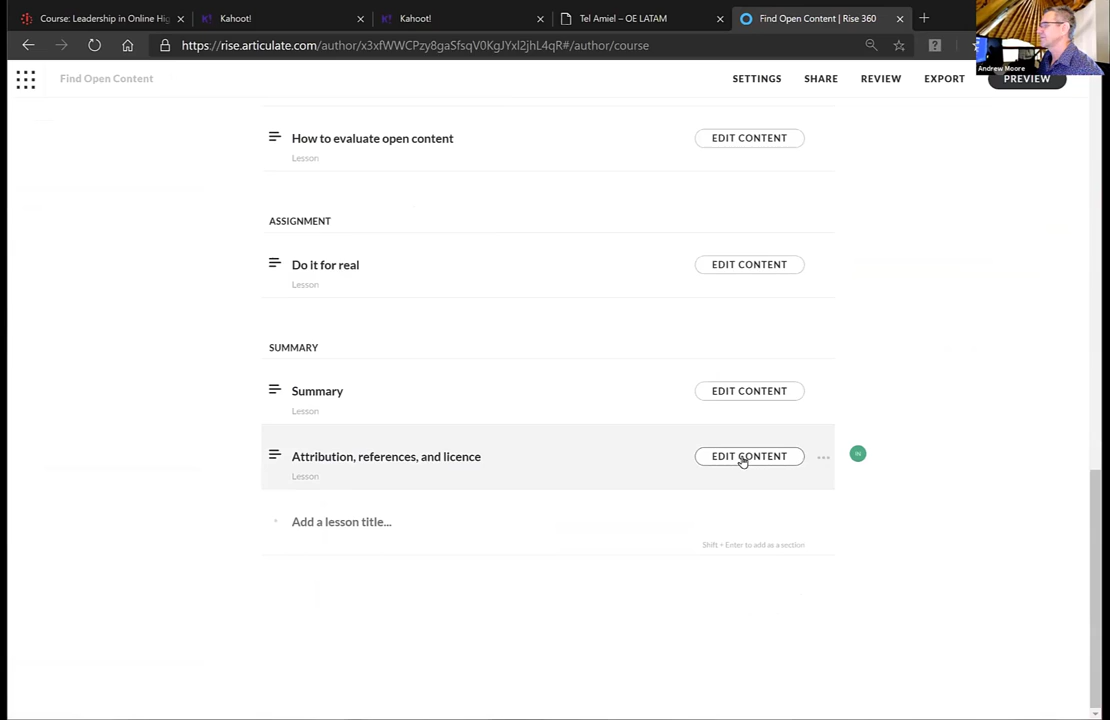 Course: Leadership in Online Hig
Kahoot!
Kahoot!
Tel Amiel – OE LATAM
Find Open Content | Rise 360
https://rise.articulate.com/author/x3xfWWCPzy8gaSfsqV0KgJYxl2jhL4qR#/author/course
Andrew Moore
Find Open Content
SETTINGS
SHARE
REVIEW
EXPORT
PREVIEW
How to evaluate open content
EDIT CONTENT
Lesson
ASSIGNMENT
Do it for real
EDIT CONTENT
Lesson
SUMMARY
Summary
EDIT CONTENT
Lesson
Attribution, references, and licence
EDIT CONTENT
IN
Lesson
Add a lesson title...
Shift + Enter to add as a section